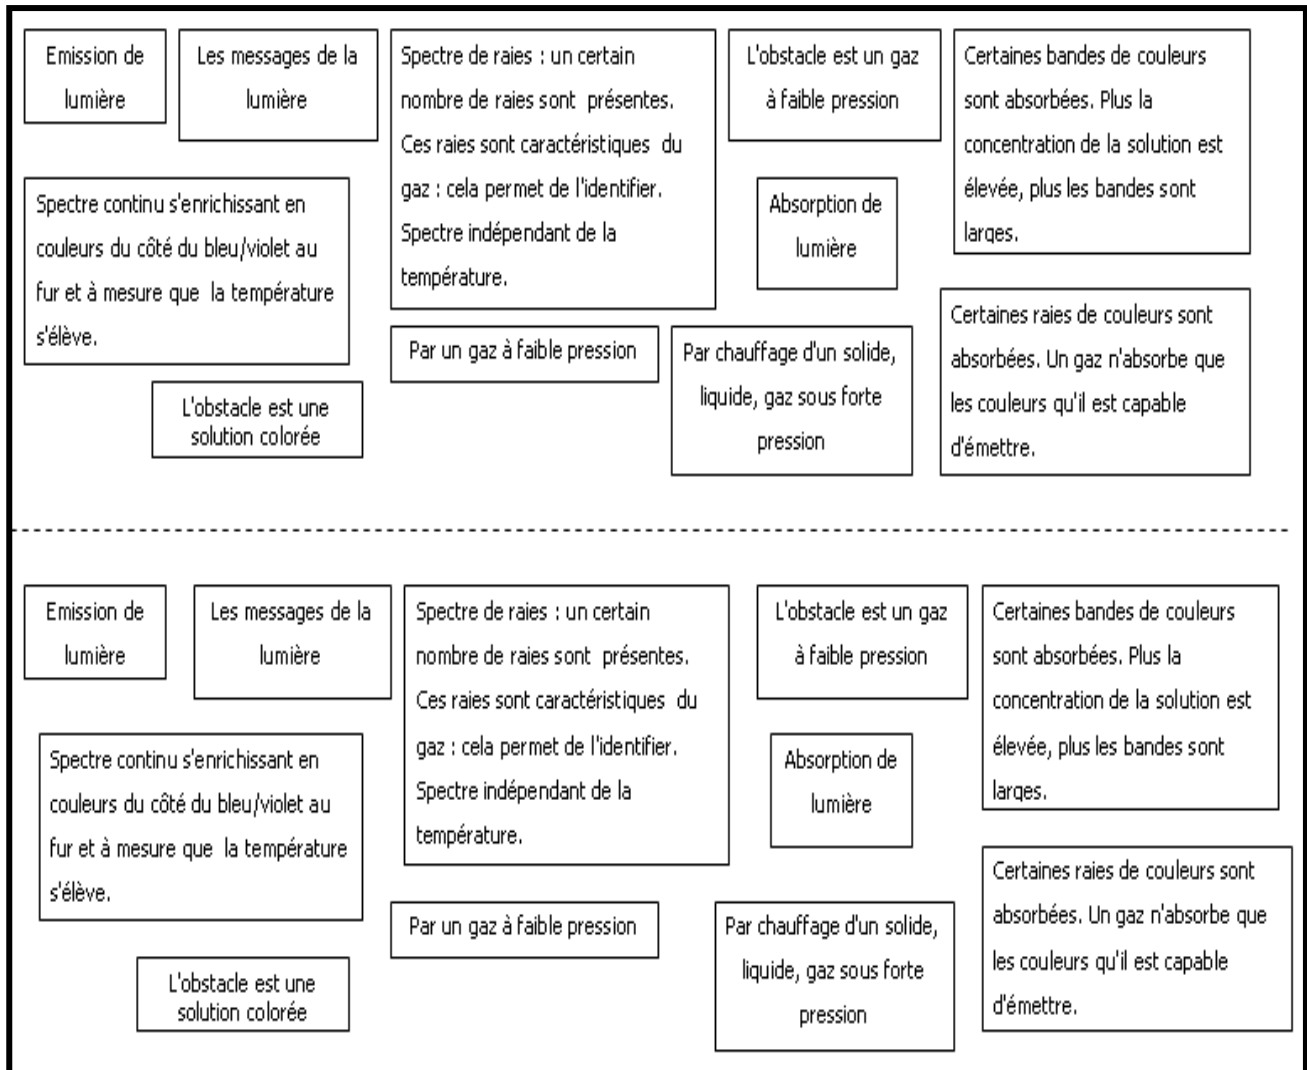 Emission de
lumière
Les messages de la
lumière
Spectre de raies : un certain
nombre de raies sont présentes.
Ces raies sont caractéristiques du
gaz : cela permet de l'identifier.
Spectre indépendant de la
température.
L'obstacle est un gaz
à faible pression
Certaines bandes de couleurs
sont absorbées. Plus la
concentration de la solution est
élevée, plus les bandes sont
larges.
Spectre continu s'enrichissant en
couleurs du côté du bleu/violet au
fur et à mesure que la température
s'élève.
Absorption de
lumière
Par un gaz à faible pression
Par chauffage d'un solide,
liquide, gaz sous forte
pression
Certaines raies de couleurs sont
absorbées. Un gaz n'absorbe que
les couleurs qu'il est capable
d'émettre.
L'obstacle est une
solution colorée
Emission de
lumière
Les messages de la
lumière
Spectre de raies : un certain
nombre de raies sont présentes.
Ces raies sont caractéristiques du
gaz : cela permet de l'identifier.
Spectre indépendant de la
température.
L'obstacle est un gaz
à faible pression
Certaines bandes de couleurs
sont absorbées. Plus la
concentration de la solution est
élevée, plus les bandes sont
larges.
Spectre continu s'enrichissant en
couleurs du côté du bleu/violet au
fur et à mesure que la température
s'élève.
Absorption de
lumière
Par un gaz à faible pression
Par chauffage d'un solide,
liquide, gaz sous forte
pression
Certaines raies de couleurs sont
absorbées. Un gaz n'absorbe que
les couleurs qu'il est capable
d'émettre.
L'obstacle est une
solution colorée